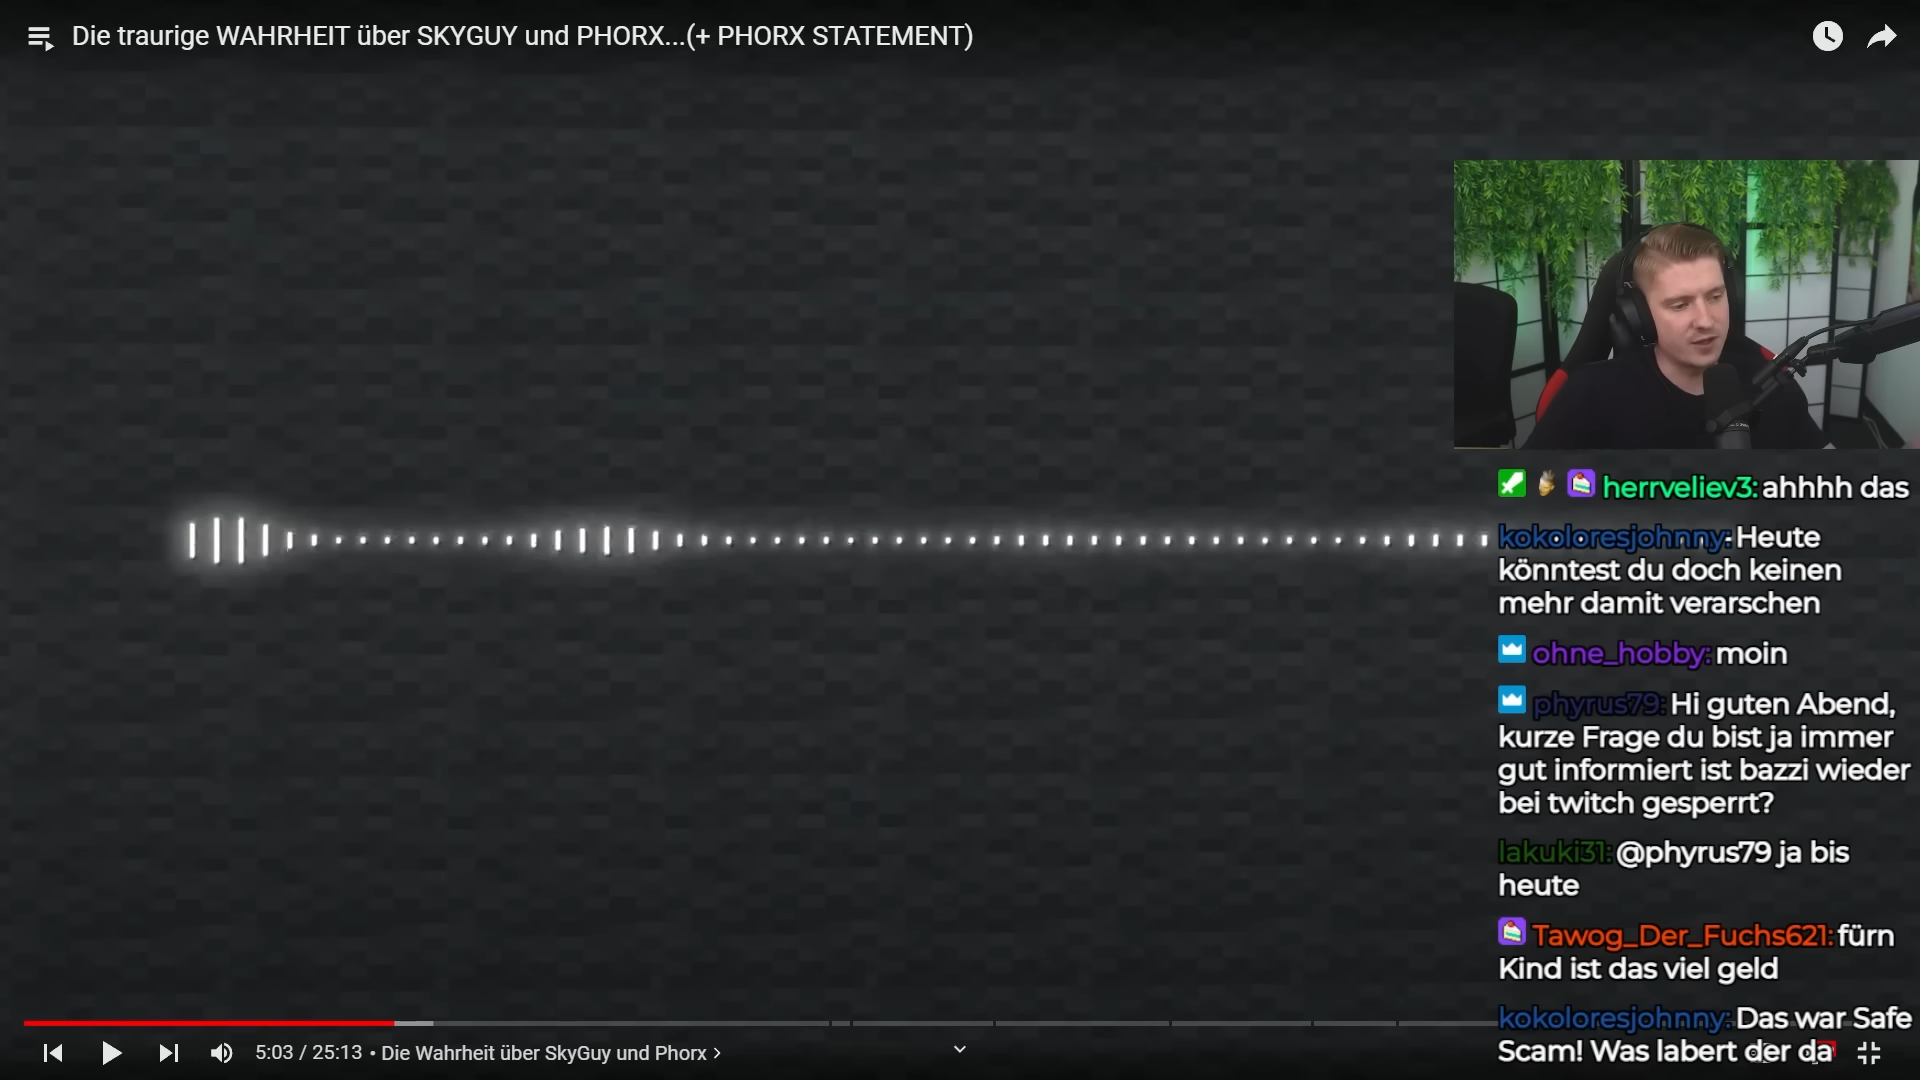 Die traurige WAHRHEIT über SKYGUY und PHORX...(+ PHORX STATEMENT)
herrveliev3: ahhhh das
kokoloresjohnny: Heute
könntest du doch keinen
mehr damit verarschen
ohne_hobby: moin
phyrus79: Hi guten Abend,
kurze Frage du bist ja immer
gut informiert ist bazzi wieder
bei twitch gesperrt?
lakuki31: @phyrus79 ja bis
heute
Tawog_Der_Fuchs621: fürn
Kind ist das viel geld
kokoloresjohnny: Das war Safe
Scam! Was labert der da
5:03 / 25:13 • Die Wahrheit über SkyGuy und Phorx